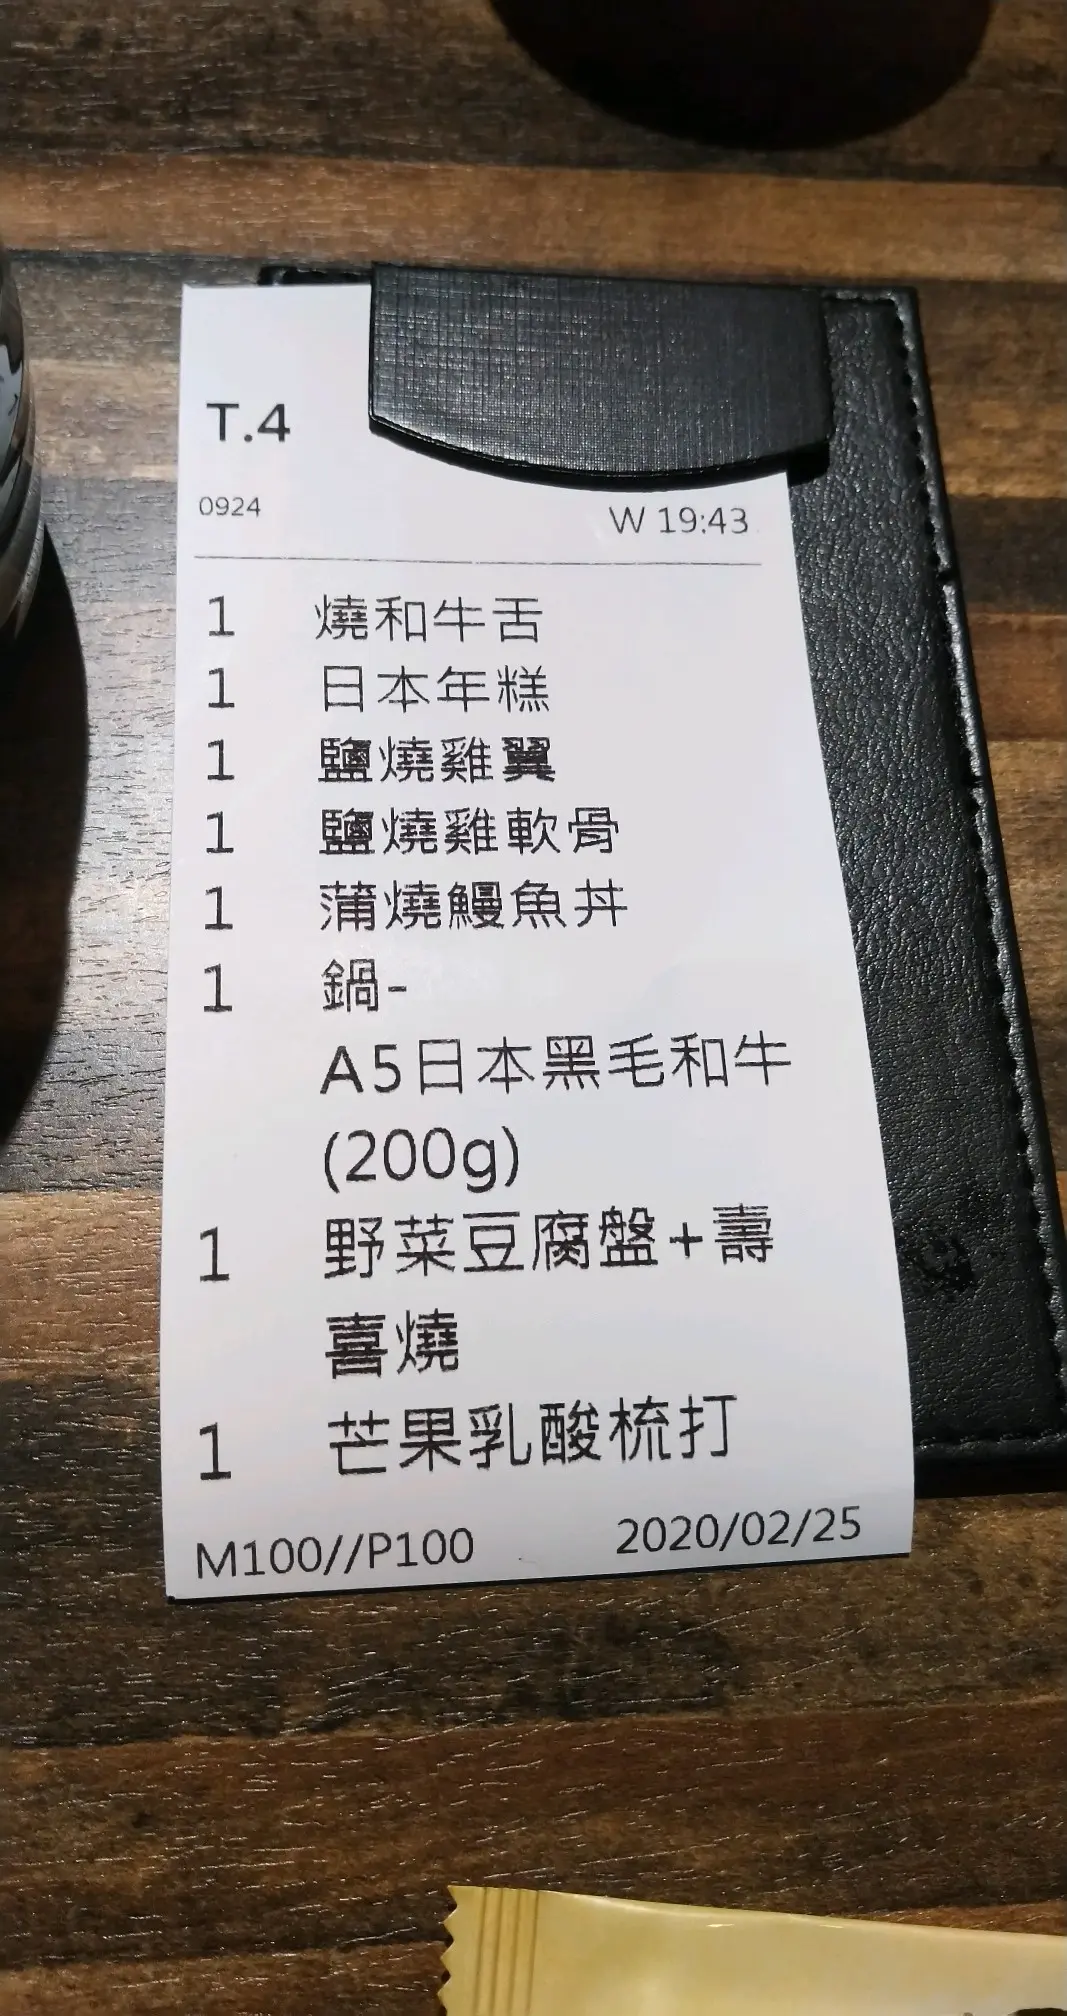 T.4
0924 W 19:43
1 燒和牛舌
1 日本年糕
1 鹽燒雞翼
1 鹽燒雞軟骨
1 蒲燒鰻魚丼
1 鍋-
A5日本黑毛和牛
(200g)
1 野菜豆腐盤+壽
喜燒
1 芒果乳酸梳打
M100//P100 2020/02/25